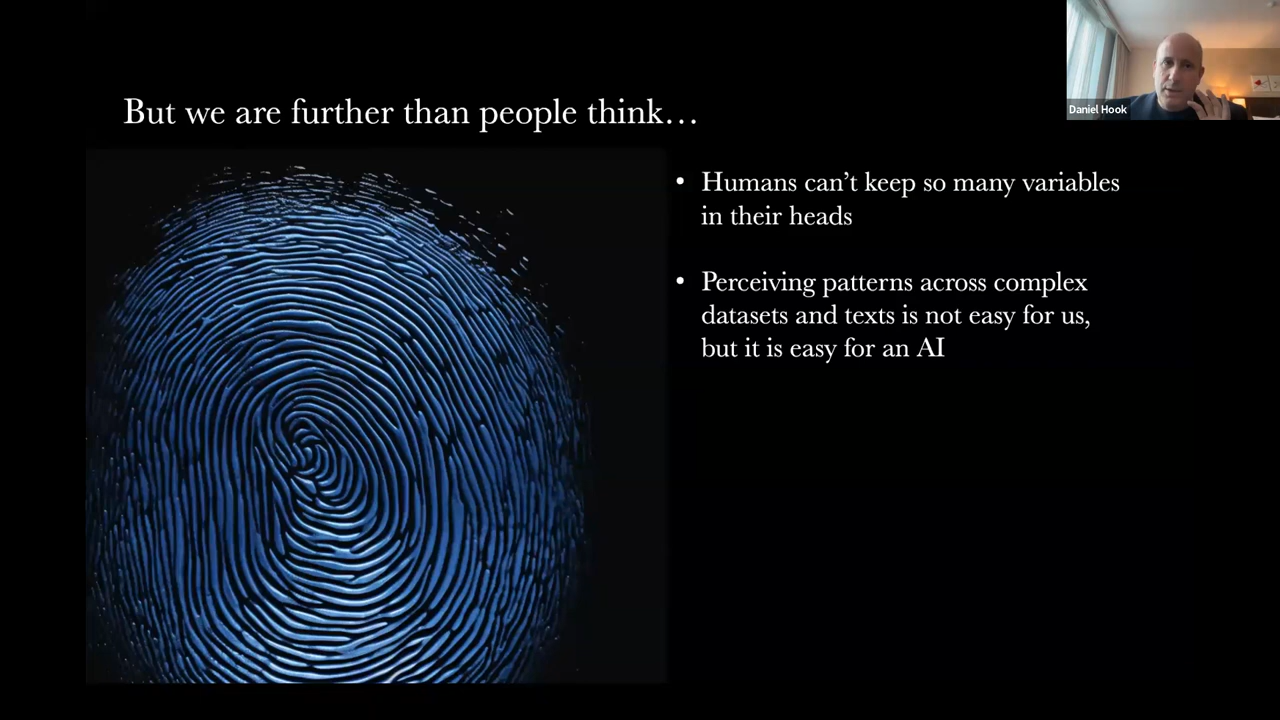 Daniel Hook
But we are further than people think…
• Humans can’t keep so many variables
in their heads
• Perceiving patterns across complex
datasets and texts is not easy for us,
but it is easy for an AI